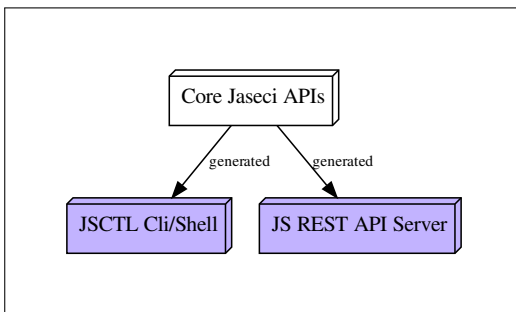 Core Jaseci APIs
generated
generated
JSCTL Cli/Shell
JS REST API Server